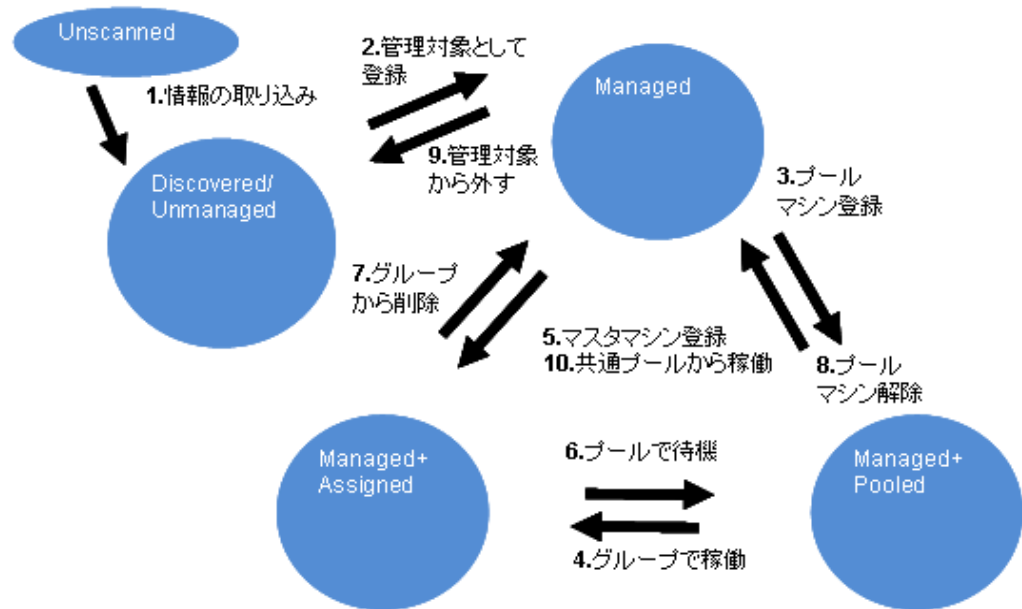 Unscanned
1.情報の取り込み
2.管理対象として
登録
Managed
Discovered/
Unmanaged
9.管理対象
から外す
3.プール
マシン登録
7.グループ
から削除
5.マスタマシン登録
10.共通プールから稼働
8.プール
マシン解除
Managed+
Assigned
6.プールで待機
4.グループで稼働
Managed+
Pooled